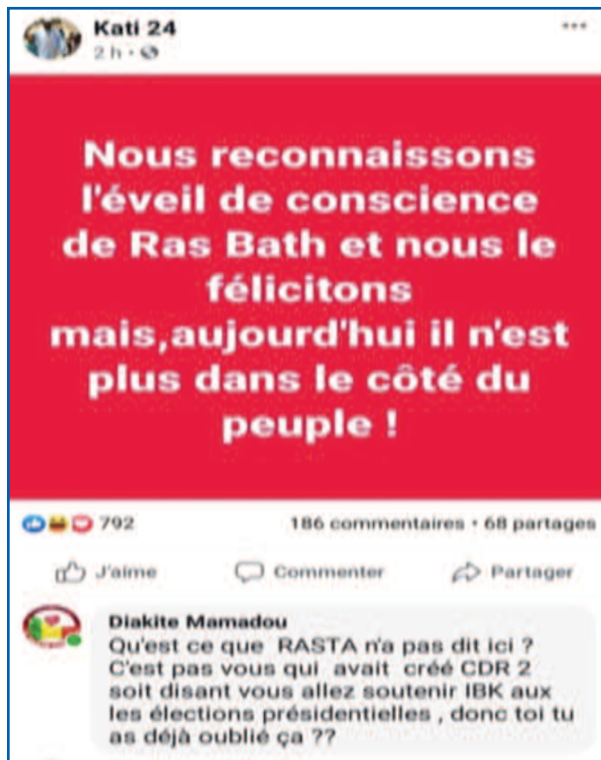 Kati 24
2 h ·
Nous reconnaissons
l'éveil de conscience
de Ras Bath et nous le
félicitons
mais,aujourd'hui il n'est
plus dans le côté du
peuple !
792
186 commentaires • 68 partages
J'aime
Commenter
Partager
Diakite Mamadou
Qu'est ce que RASTA n'a pas dit ici ?
C'est pas vous qui avait créé CDR 2
soit disant vous allez soutenir IBK aux
les élections présidentielles , donc toi tu
as déjà oublié ça ??